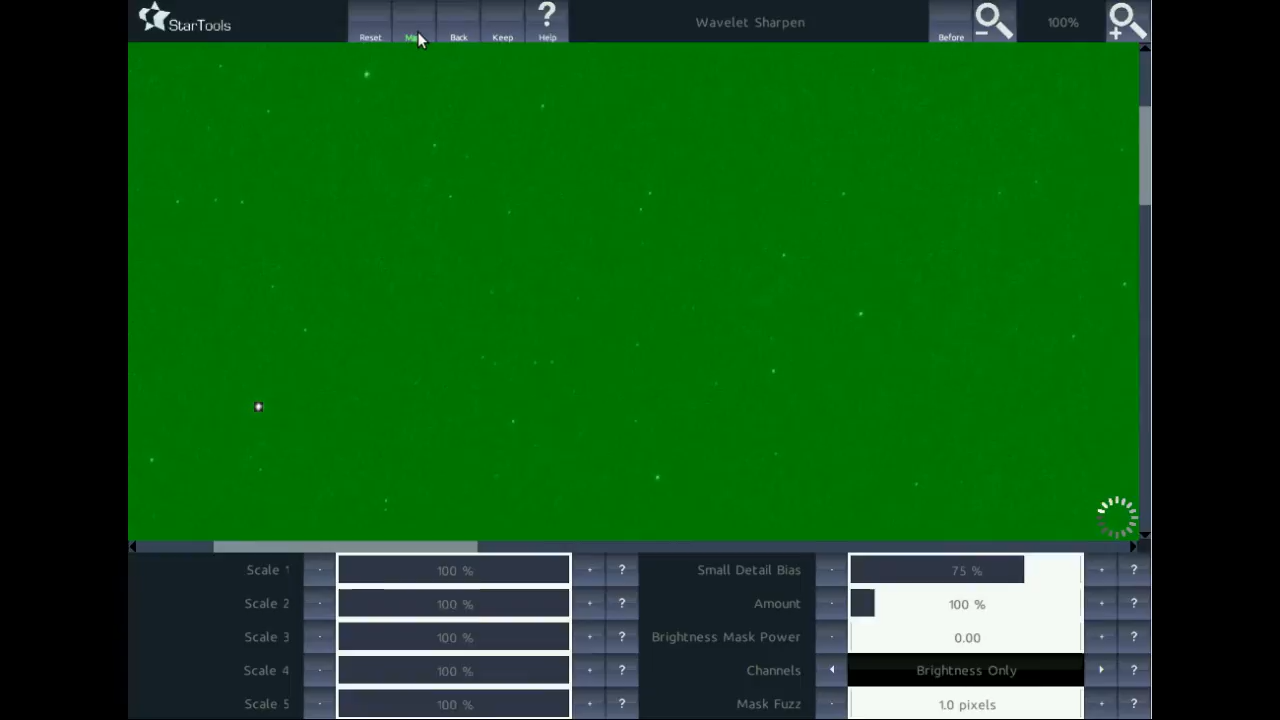 StarTools
Reset
Back
Keep
?
Help
Wavelet Sharpen
Before
-
100%
+
Scale 1 - 100 % + ? Small Detail Bias - 75 % + ?
Scale 2 - 100 % + ? Amount - 100 % + ?
Scale 3 - 100 % + ? Brightness Mask Power - 0.00 + ?
Scale 4 - 100 % + ? Channels Brightness Only ?
Scale 5 - 100 % + ? Mask Fuzz - 1.0 pixels + ?